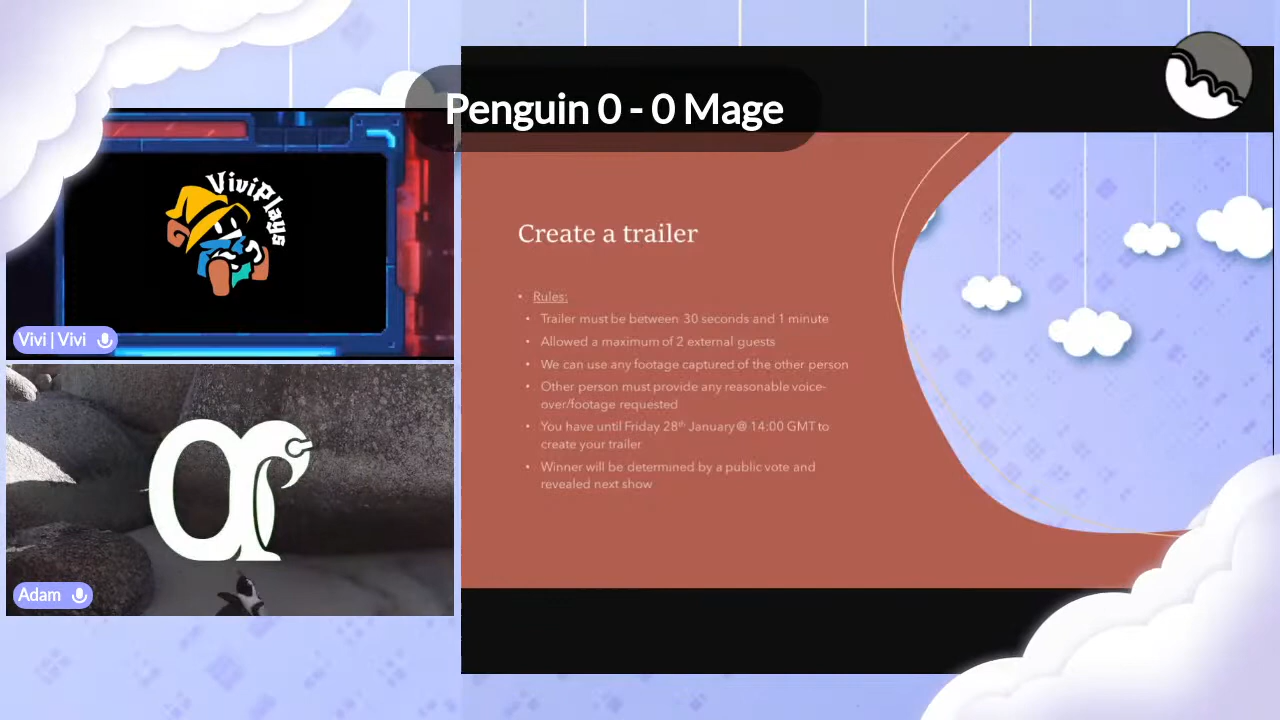 Penguin 0 - 0 Mage
ViviPlays
Vivi | Vivi
Adam
Create a trailer
• Rules:
• Trailer must be between 30 seconds and 1 minute
• Allowed a maximum of 2 external guests
• We can use any footage captured of the other person
• Other person must provide any reasonable voice-
over/footage requested
• You have until Friday 28th January @ 14:00 GMT to
create your trailer
• Winner will be determined by a public vote and
revealed next show